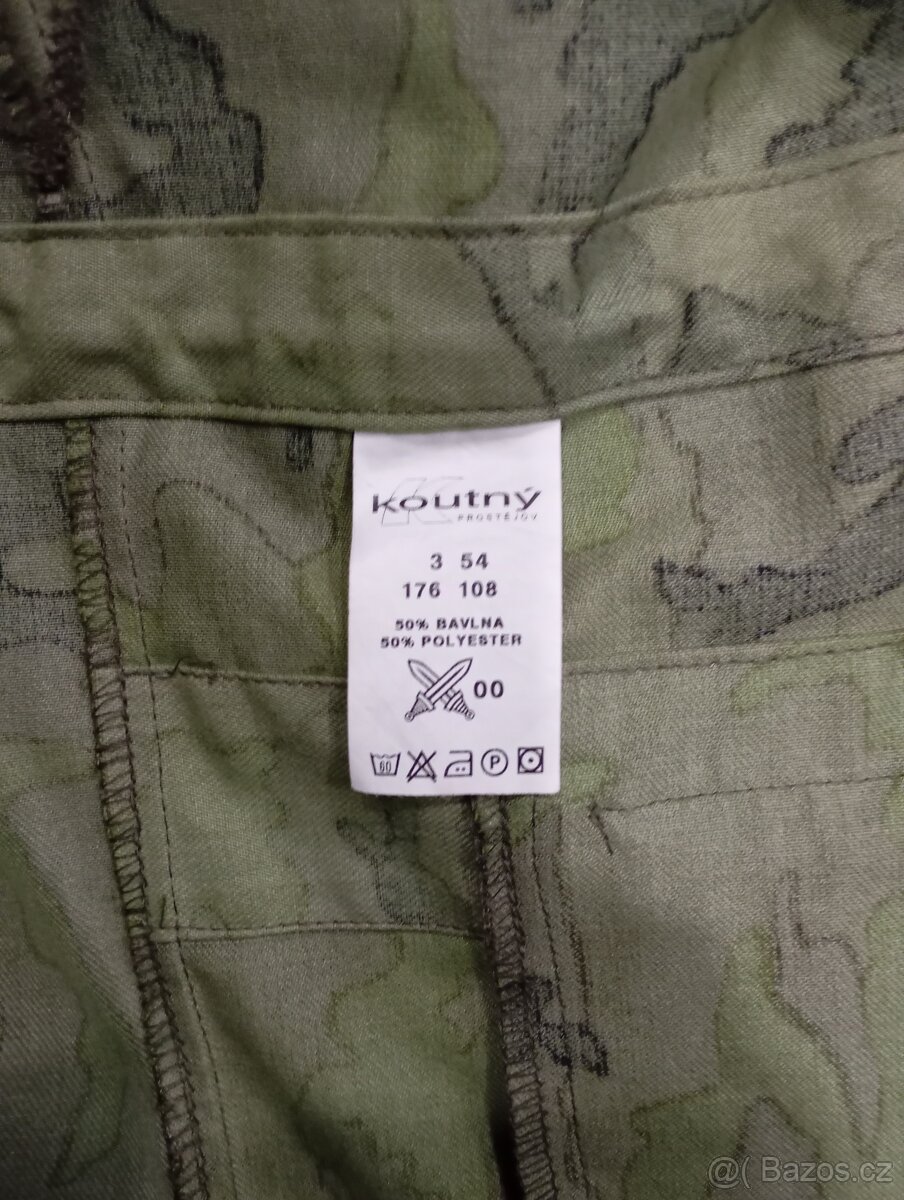 koutný
PROSTĚJOV
3 54
176 108
50% BAVLNA
50% POLYESTER
00
60 P
@( Bazos.cz